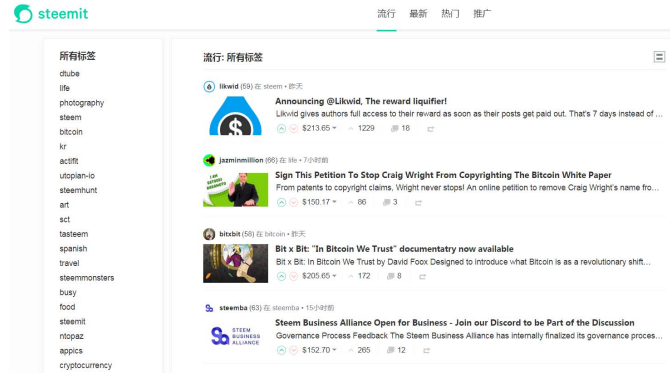 steemit
流行 最新 热门 推广
所有标签
dtube
life
photography
steem
bitcoin
kr
actifit
utopian-io
steemhunt
art
sct
tasteem
spanish
travel
steemmonsters
busy
food
steemit
ntopaz
appics
cryptocurrency
流行: 所有标签
likwid (59) 在 steem • 昨天
Announcing @Likwid, The reward liquifier!
Likwid gives authors full access to their reward as soon as their posts get paid out. That's 7 days instead of ...
$213.65 1229 18
jazminmillion (66) 在 life • 7小时前
Sign This Petition To Stop Craig Wright From Copyrighting The Bitcoin White Paper
From patents to copyright claims, Wright never stops! An online petition to remove Craig Wright's name fro...
$150.17 86 3
bitxbit (58) 在 bitcoin • 昨天
Bit x Bit: "In Bitcoin We Trust" documentatry now available
Bit x Bit: In Bitcoin We Trust by David Foox Designed to introduce what Bitcoin is as a revolutionary shift...
$205.65 172 8
steemba (63) 在 steemba • 15小时前
STEEM
BUSINESS
ALLIANCE
Steem Business Alliance Open for Business - Join our Discord to be Part of the Discussion
Governance Process Feedback The Steem Business Alliance has internally finalized its governance proces...
$152.70 265 12